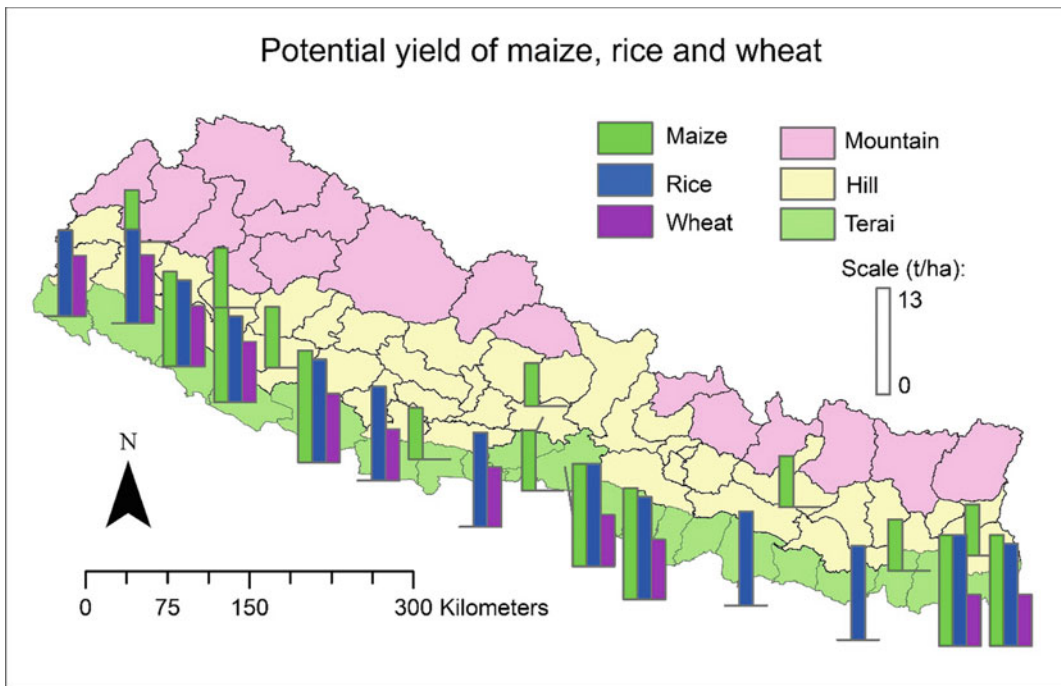 Potential yield of maize, rice and wheat
Maize
Mountain
Rice
Hill
Wheat
Terai
Scale (t/ha):
13
0
N
0 75 150 300 Kilometers